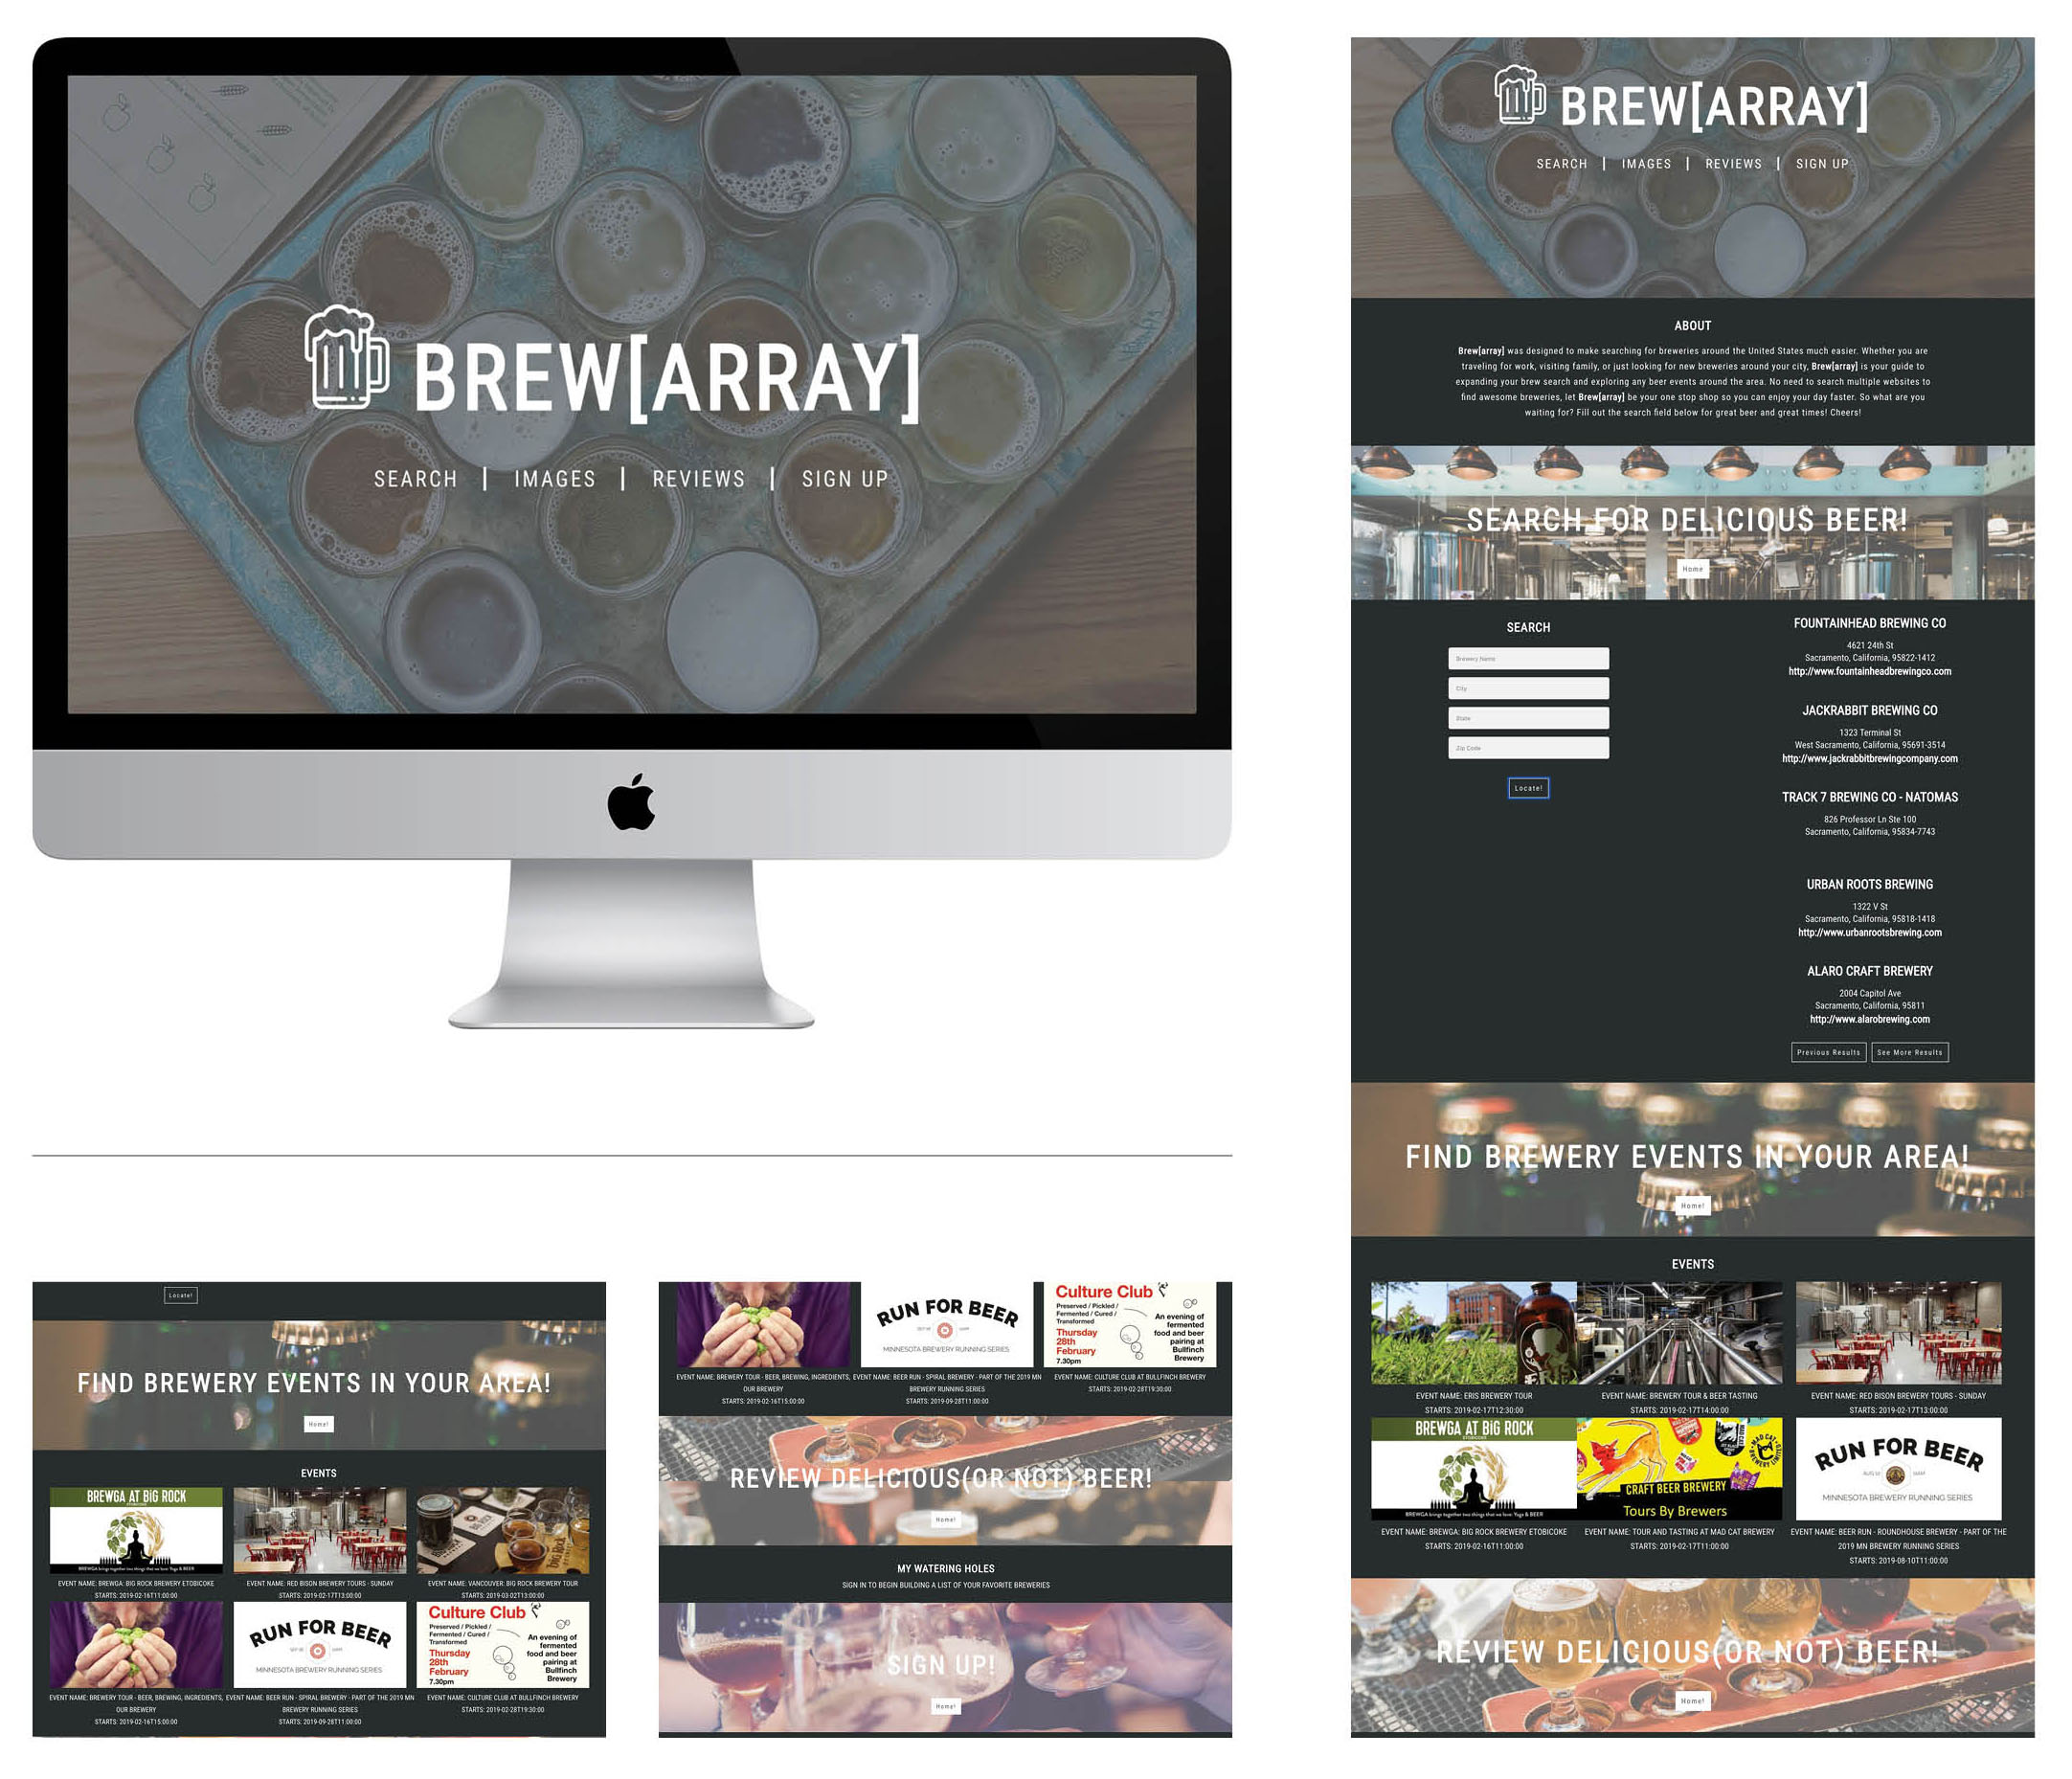 BREW[ARRAY]
SEARCH | IMAGES | REVIEWS | SIGN UP
Locate!
FIND BREWERY EVENTS IN YOUR AREA!
Home!
EVENTS
BREWGA AT BiG ROCK
ETOBICOKE
BREWGA brings together two things that we love: Yoga & BEER
EVENT NAME: BREWGA: BIG ROCK BREWERY ETOBICOKE
STARTS: 2019-02-16T11:00:00
EVENT NAME: RED BISON BREWERY TOURS - SUNDAY
STARTS: 2019-02-17T13:00:00
EVENT NAME: VANCOUVER: BIG ROCK BREWERY TOUR
STARTS: 2019-03-02T13:00:00
RUN FOR BEER
MINNESOTA BREWERY RUNNING SERIES
Culture Club
Preserved / Pickled /
Fermented / Cured /
Transformed
Thursday
28th
February
7.30pm
An evening of
fermented
food and beer
pairing at
Bullfinch
Brewery
EVENT NAME: BREWERY TOUR - BEER, BREWING, INGREDIENTS,
OUR BREWERY
STARTS: 2019-02-16T15:00:00
EVENT NAME: BEER RUN - SPIRAL BREWERY - PART OF THE 2019 MN
BREWERY RUNNING SERIES
STARTS: 2019-09-28T11:00:00
EVENT NAME: CULTURE CLUB AT BULLFINCH BREWERY
STARTS: 2019-02-28T19:30:00
RUN FOR BEER
MINNESOTA BREWERY RUNNING SERIES
Culture Club
Preserved / Pickled /
Fermented / Cured /
Transformed
Thursday
28th
February
7.30pm
An evening of
fermented
food and beer
pairing at
Bullfinch
Brewery
EVENT NAME: BREWERY TOUR - BEER, BREWING, INGREDIENTS,
OUR BREWERY
STARTS: 2019-02-16T15:00:00
EVENT NAME: BEER RUN - SPIRAL BREWERY - PART OF THE 2019 MN
BREWERY RUNNING SERIES
STARTS: 2019-09-28T11:00:00
EVENT NAME: CULTURE CLUB AT BULLFINCH BREWERY
STARTS: 2019-02-28T19:30:00
REVIEW DELICIOUS(OR NOT) BEER!
Home!
MY WATERING HOLES
SIGN IN TO BEGIN BUILDING A LIST OF YOUR FAVORITE BREWERIES
SIGN UP!
Home!
BREW[ARRAY]
SEARCH | IMAGES | REVIEWS | SIGN UP
ABOUT
Brew[array] was designed to make searching for breweries around the United States much easier. Whether you are
traveling for work, visiting family, or just looking for new breweries around your city, Brew[array] is your guide to
expanding your brew search and exploring any beer events around the area. No need to search multiple websites to
find awesome breweries, let Brew[array] be your one stop shop so you can enjoy your day faster. So what are you
waiting for? Fill out the search field below for great beer and great times! Cheers!
SEARCH FOR DELICIOUS BEER!
Home
SEARCH
Brewery Name
City
State
Zip Code
Locate!
FOUNTAINHEAD BREWING CO
4621 24th St
Sacramento, California, 95822-1412
http://www.fountainheadbrewingco.com
JACKRABBIT BREWING CO
1323 Terminal St
West Sacramento, California, 95691-3514
http://www.jackrabbitbrewingcompany.com
TRACK 7 BREWING CO - NATOMAS
826 Professor Ln Ste 100
Sacramento, California, 95834-7743
URBAN ROOTS BREWING
1322 V St
Sacramento, California, 95818-1418
http://www.urbanrootsbrewing.com
ALARO CRAFT BREWERY
2004 Capitol Ave
Sacramento, California, 95811
http://www.alarobrewing.com
Previous Results
See More Results
FIND BREWERY EVENTS IN YOUR AREA!
Home!
EVENTS
EVENT NAME: ERIS BREWERY TOUR
STARTS: 2019-02-17T12:30:00
EVENT NAME: BREWERY TOUR & BEER TASTING
STARTS: 2019-02-17T14:00:00
EVENT NAME: RED BISON BREWERY TOURS - SUNDAY
STARTS: 2019-02-17T13:00:00
BREWGA AT BiG ROCK
ETOBICOKE
BREWGA brings together two things that we love: Yoga & BEER
MAD CAT
CRAFT BEER BREWERY
Tours By Brewers
RUN FOR BEER
MINNESOTA BREWERY RUNNING SERIES
EVENT NAME: BREWGA: BIG ROCK BREWERY ETOBICOKE
STARTS: 2019-02-16T11:00:00
EVENT NAME: TOUR AND TASTING AT MAD CAT BREWERY
STARTS: 2019-02-17T11:00:00
EVENT NAME: BEER RUN - ROUNDHOUSE BREWERY - PART OF THE
2019 MN BREWERY RUNNING SERIES
STARTS: 2019-08-10T11:00:00
REVIEW DELICIOUS(OR NOT) BEER!
Home!